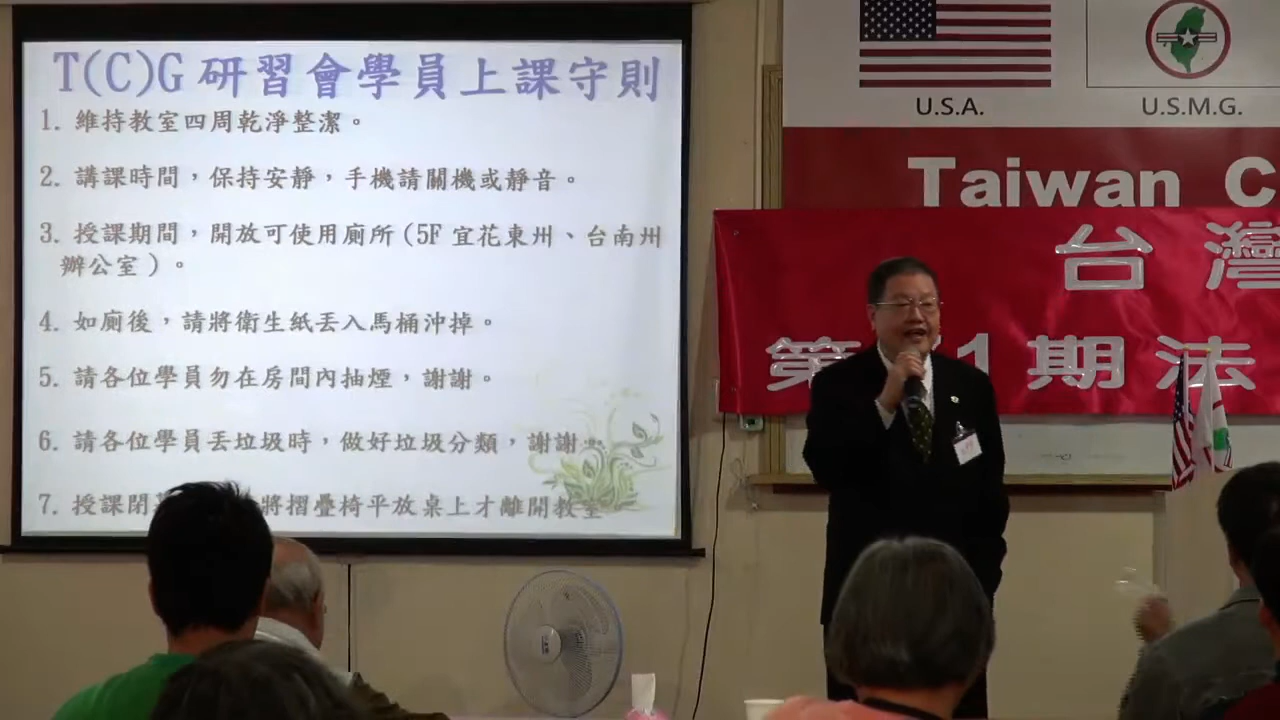 T(C)G 研習會學員上課守則
1. 維持教室四周乾淨整潔。
2. 講課時間，保持安靜，手機請關機或靜音。
3. 授課期間，開放可使用廁所(5F 宜花東州、台南州
辦公室)。
4. 如廁後，請將衛生紙丟入馬桶沖掉。
5. 請各位學員勿在房間內抽煙，謝謝。
6. 請各位學員丟垃圾時，做好垃圾分類，謝謝。
7. 授課閉 將摺疊椅平放桌上才離開教室
U.S.A.
U.S.M.G.
Taiwan C
台灣
第 1期法